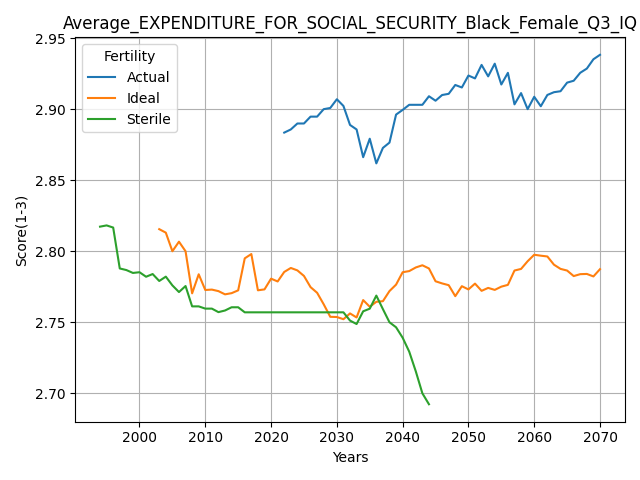 Average_EXPENDITURE_FOR_SOCIAL_SECURITY_Black_Female_Q3_IQ
Fertility
Actual
Ideal
Sterile
Score(1-3)
2.95
2.90
2.85
2.80
2.75
2.70
2000 2010 2020 2030 2040 2050 2060 2070
Years